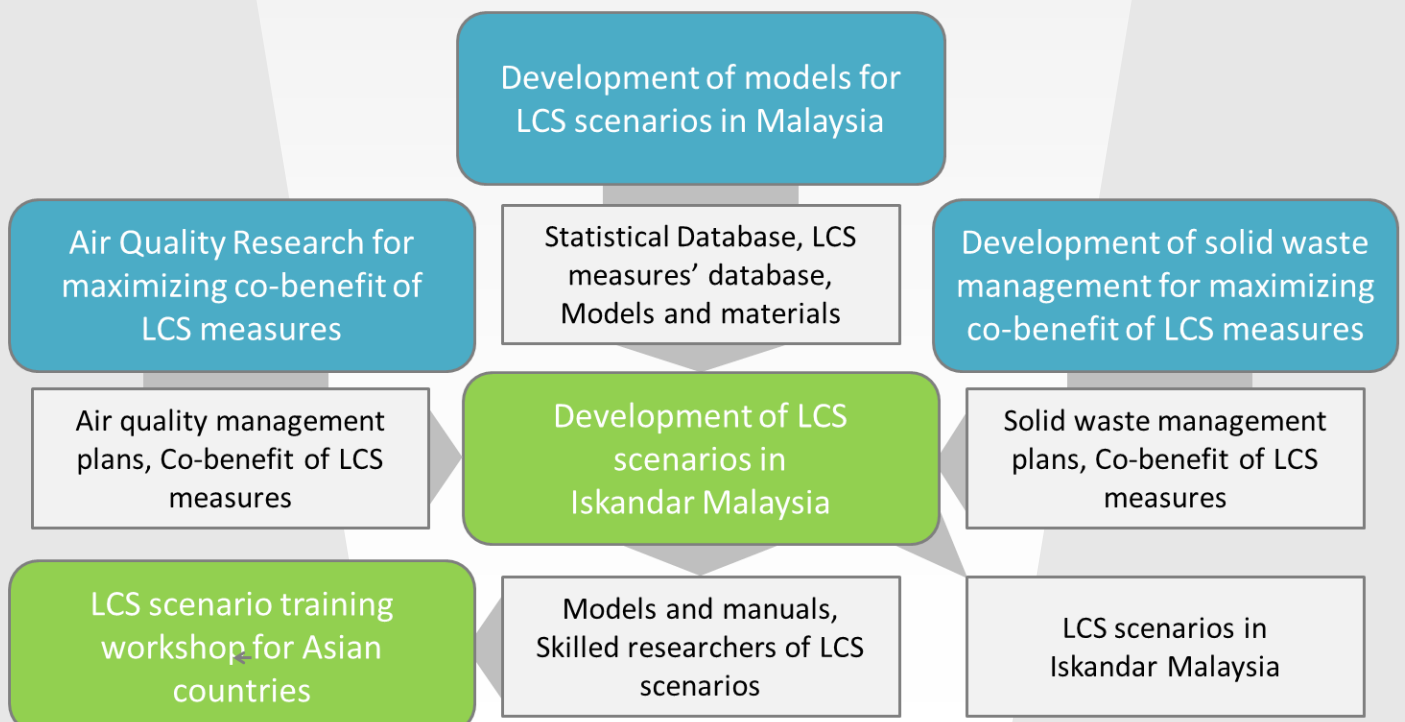 Development of models for
LCS scenarios in Malaysia
Air Quality Research for
maximizing co-benefit of
LCS measures
Statistical Database, LCS
measures’ database,
Models and materials
Development of solid waste
management for maximizing
co-benefit of LCS measures
Air quality management
plans, Co-benefit of LCS
measures
Development of LCS
scenarios in
Iskandar Malaysia
Solid waste management
plans, Co-benefit of LCS
measures
LCS scenario training
workshop for Asian
countries
Models and manuals,
Skilled researchers of LCS
scenarios
LCS scenarios in
Iskandar Malaysia